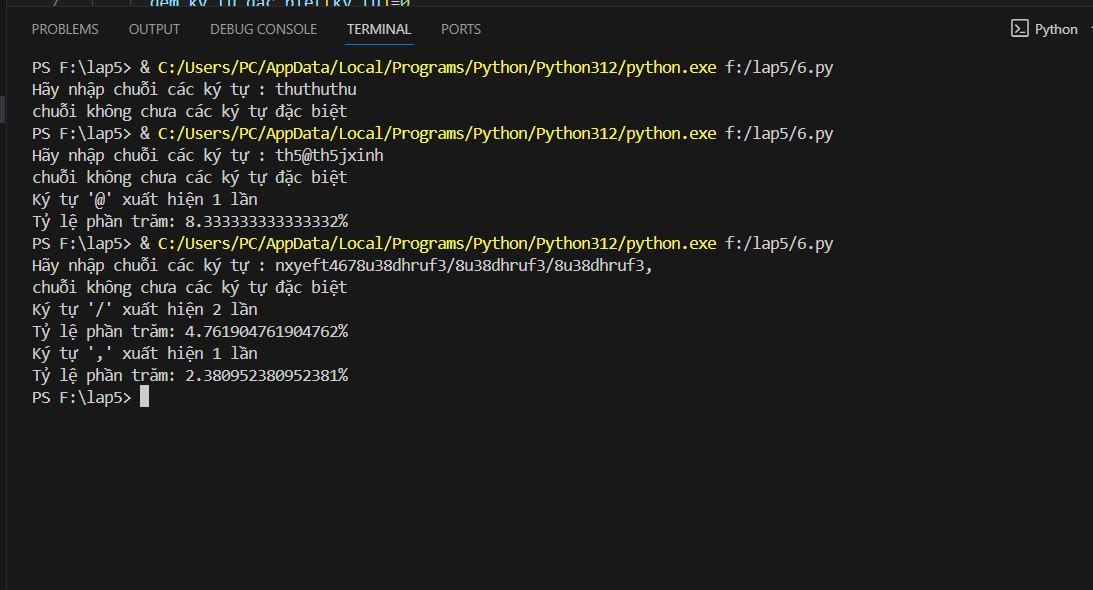 dem_ky_tu_dac_biet[ky_tu]=0
PROBLEMS OUTPUT DEBUG CONSOLE TERMINAL PORTS Python
PS F:\lap5> & C:/Users/PC/AppData/Local/Programs/Python/Python312/python.exe f:/lap5/6.py
Hãy nhập chuỗi các ký tự : thuthuthu
chuỗi không chưa các ký tự đặc biệt
PS F:\lap5> & C:/Users/PC/AppData/Local/Programs/Python/Python312/python.exe f:/lap5/6.py
Hãy nhập chuỗi các ký tự : th5@th5jxinh
chuỗi không chưa các ký tự đặc biệt
Ký tự '@' xuất hiện 1 lần
Tỷ lệ phần trăm: 8.333333333333332%
PS F:\lap5> & C:/Users/PC/AppData/Local/Programs/Python/Python312/python.exe f:/lap5/6.py
Hãy nhập chuỗi các ký tự : nxyeft4678u38dhruf3/8u38dhruf3/8u38dhruf3,
chuỗi không chưa các ký tự đặc biệt
Ký tự '/' xuất hiện 2 lần
Tỷ lệ phần trăm: 4.761904761904762%
Ký tự ',' xuất hiện 1 lần
Tỷ lệ phần trăm: 2.380952380952381%
PS F:\lap5>